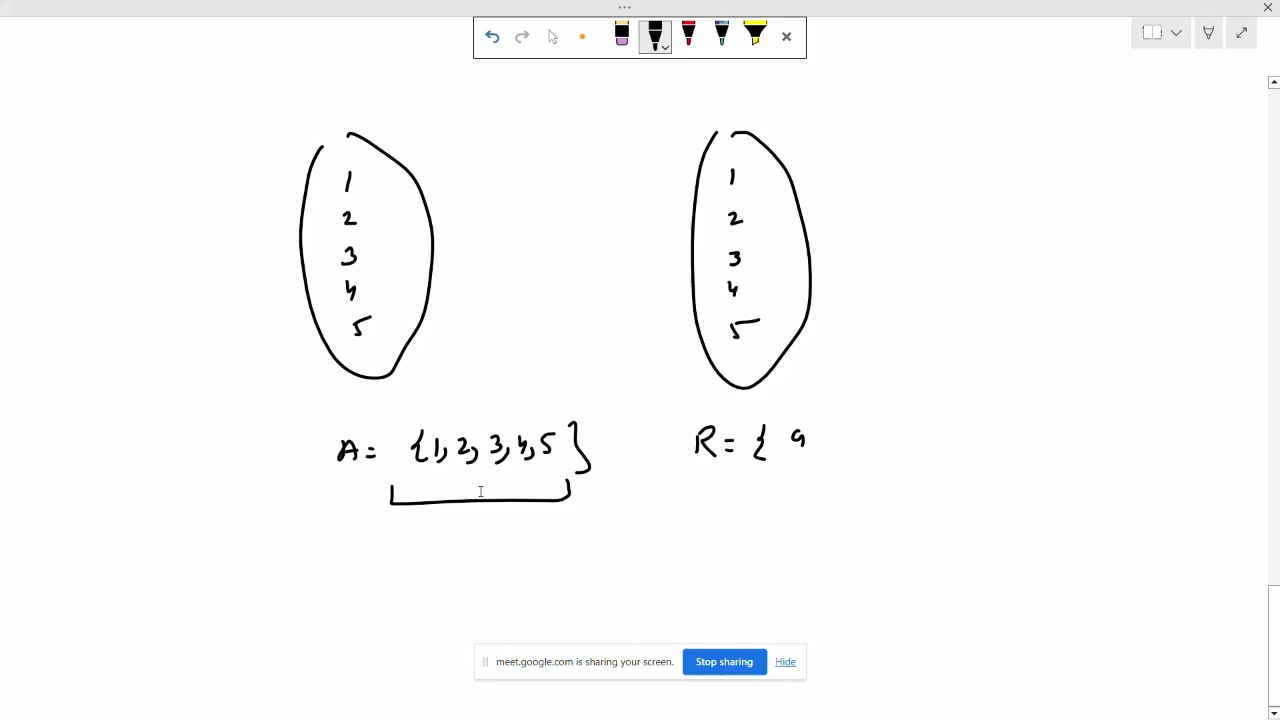 1 1
2 2
3 3
4 4
5 5
A = {1, 2, 3, 4, 5} R = { a
meet.google.com is sharing your screen. Stop sharing Hide